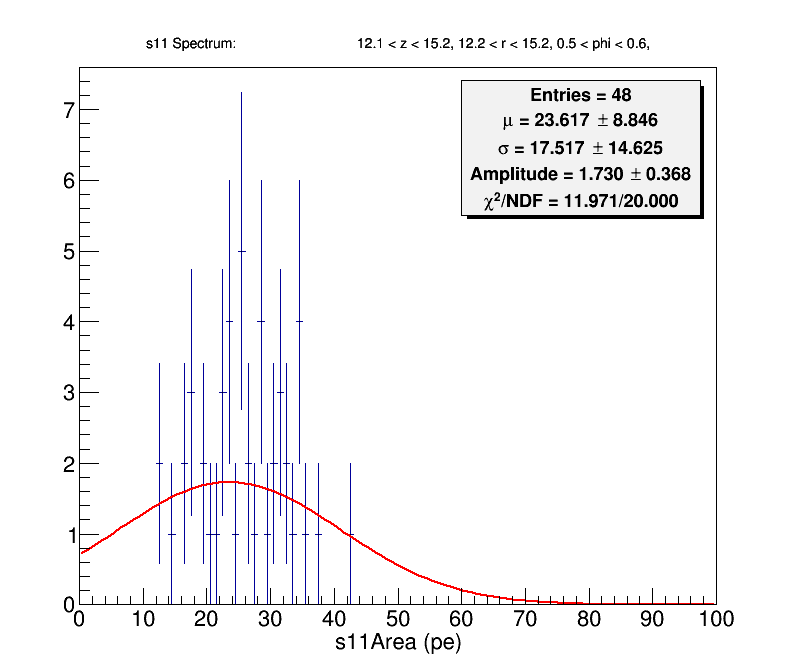 s11 Spectrum: 12.1 < z < 15.2, 12.2 < r < 15.2, 0.5 < phi < 0.6,
Entries = 48
μ = 23.617 ± 8.846
σ = 17.517 ± 14.625
Amplitude = 1.730 ± 0.368
χ²/NDF = 11.971/20.000
7
6
5
4
3
2
1
0
0 10 20 30 40 50 60 70 80 90 100
s11Area (pe)